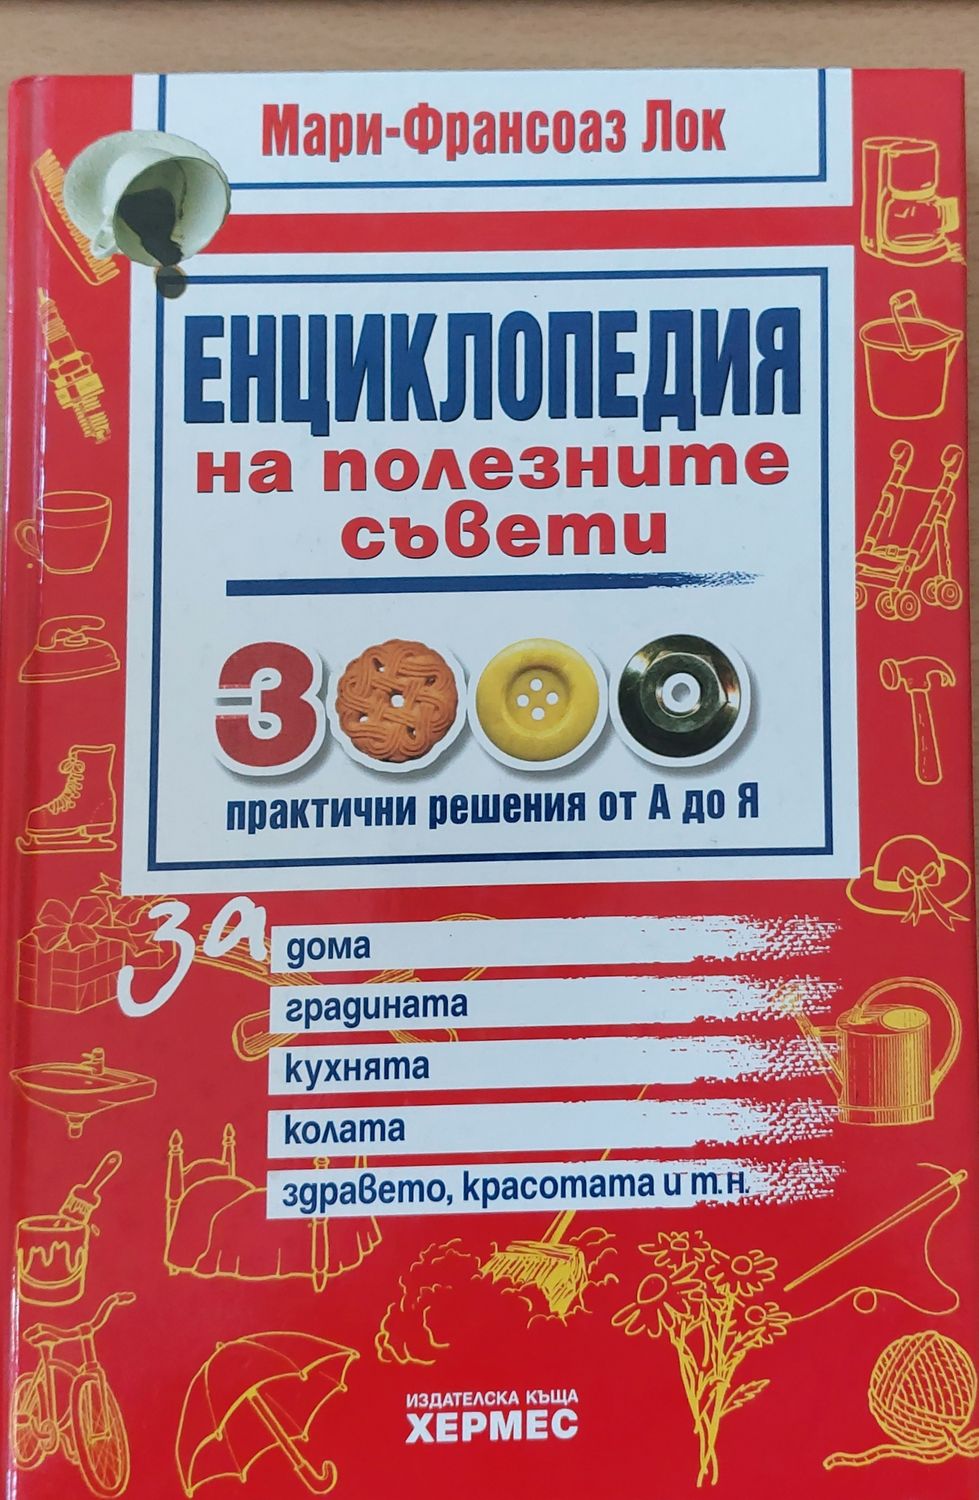 Мари-Франсоаз Лок
ЕНЦИКЛОПЕДИЯ
на полезните
съвети
3000
практични решения от А до Я
за
дома
градината
кухнята
колата
здравето, красотата и т.н.
ИЗДАТЕЛСКА КЪЩА
ХЕРМЕС